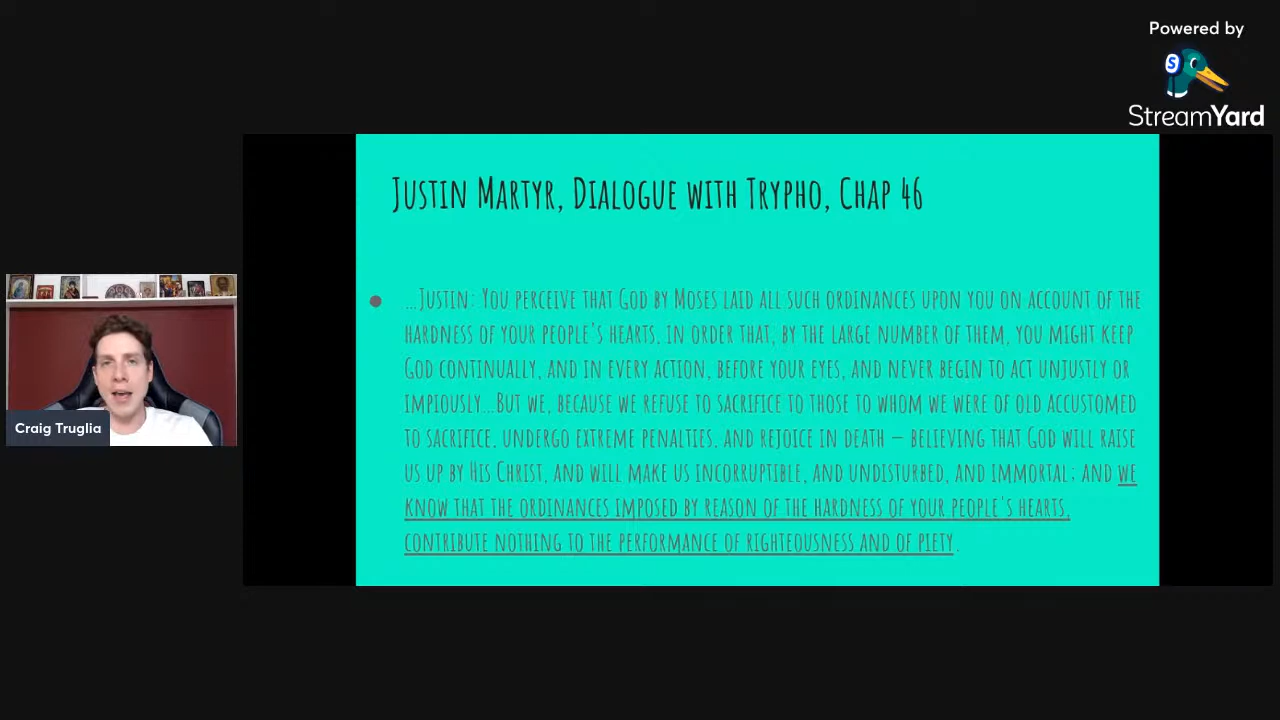 Powered by
S
StreamYard
Justin Martyr, Dialogue with Trypho, Chap 46
● …Justin: You perceive that God by Moses laid all such ordinances upon you on account of the
hardness of your people's hearts, in order that, by the large number of them, you might keep
God continually, and in every action, before your eyes, and never begin to act unjustly or
impiously…But we, because we refuse to sacrifice to those to whom we were of old accustomed
to sacrifice, undergo extreme penalties, and rejoice in death — believing that God will raise
us up by His Christ, and will make us incorruptible, and undisturbed, and immortal; and we
know that the ordinances imposed by reason of the hardness of your people's hearts,
contribute nothing to the performance of righteousness and of piety.
Craig Truglia